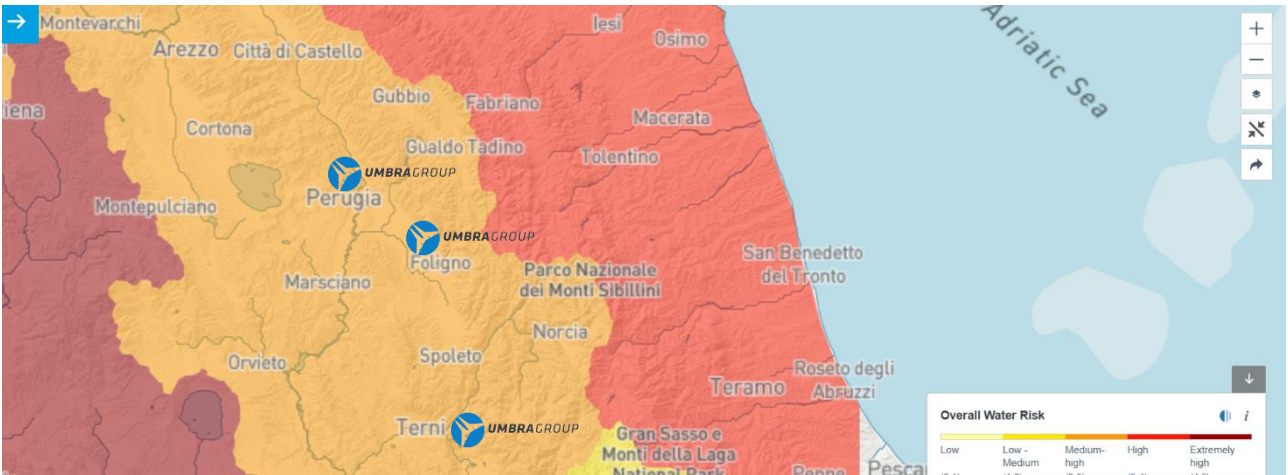 Montevarchi
Iesi
Adriatic Sea
Arezzo
Città di Castello
Osimo
iena
Gubbio
Fabriano
Macerata
Cortona
Gualdo Tadino
Tolentino
UMBRAGROUP
Perugia
Montepulciano
UMBRAGROUP
Foligno
San Benedetto
del Tronto
Parco Nazionale
dei Monti Sibillini
Marsciano
Norcia
Orvieto
Spoleto
Roseto degli
Abruzzi
Teramo
Terni
UMBRAGROUP
Gran Sasso e
Monti della Laga
National Park
Penne
Pesca
Overall Water Risk
i
Low
Low -
Medium
Medium-
high
High
Extremely
high